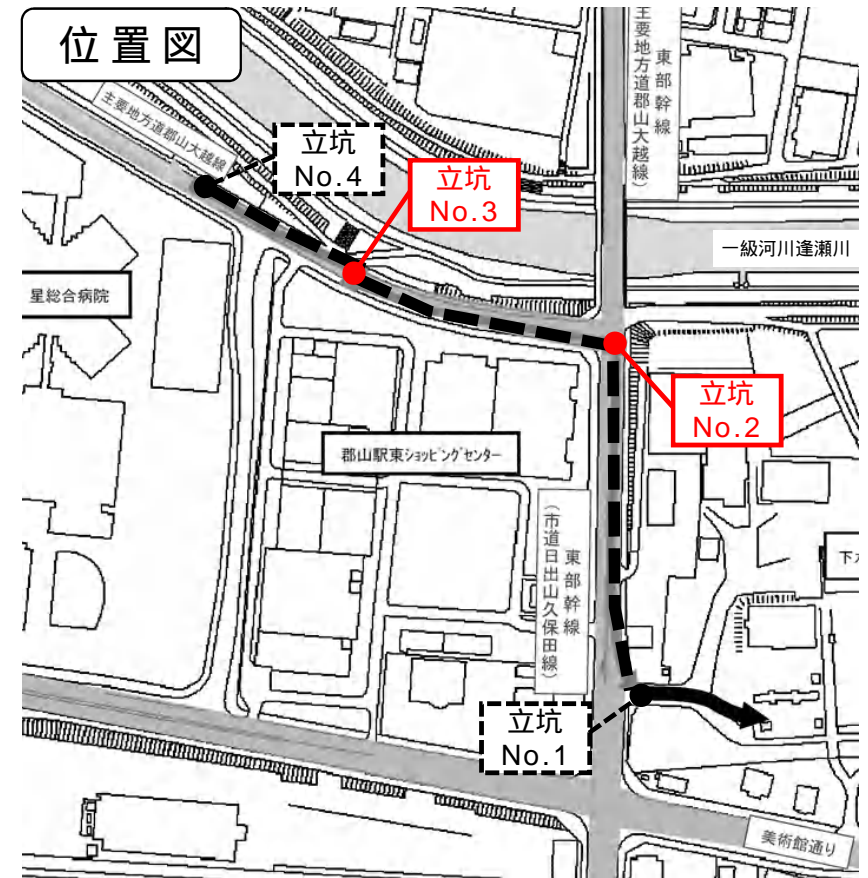 位置図
主要地方道郡山大越線
立坑
No.4
立坑
No.3
東部幹線
主要地方道郡山大越線）
一級河川逢瀬川
星総合病院
立坑
No.2
郡山駅東ショッピングセンター
東部幹線
（市道日出山久保田線）
立坑
No.1
美術館通り